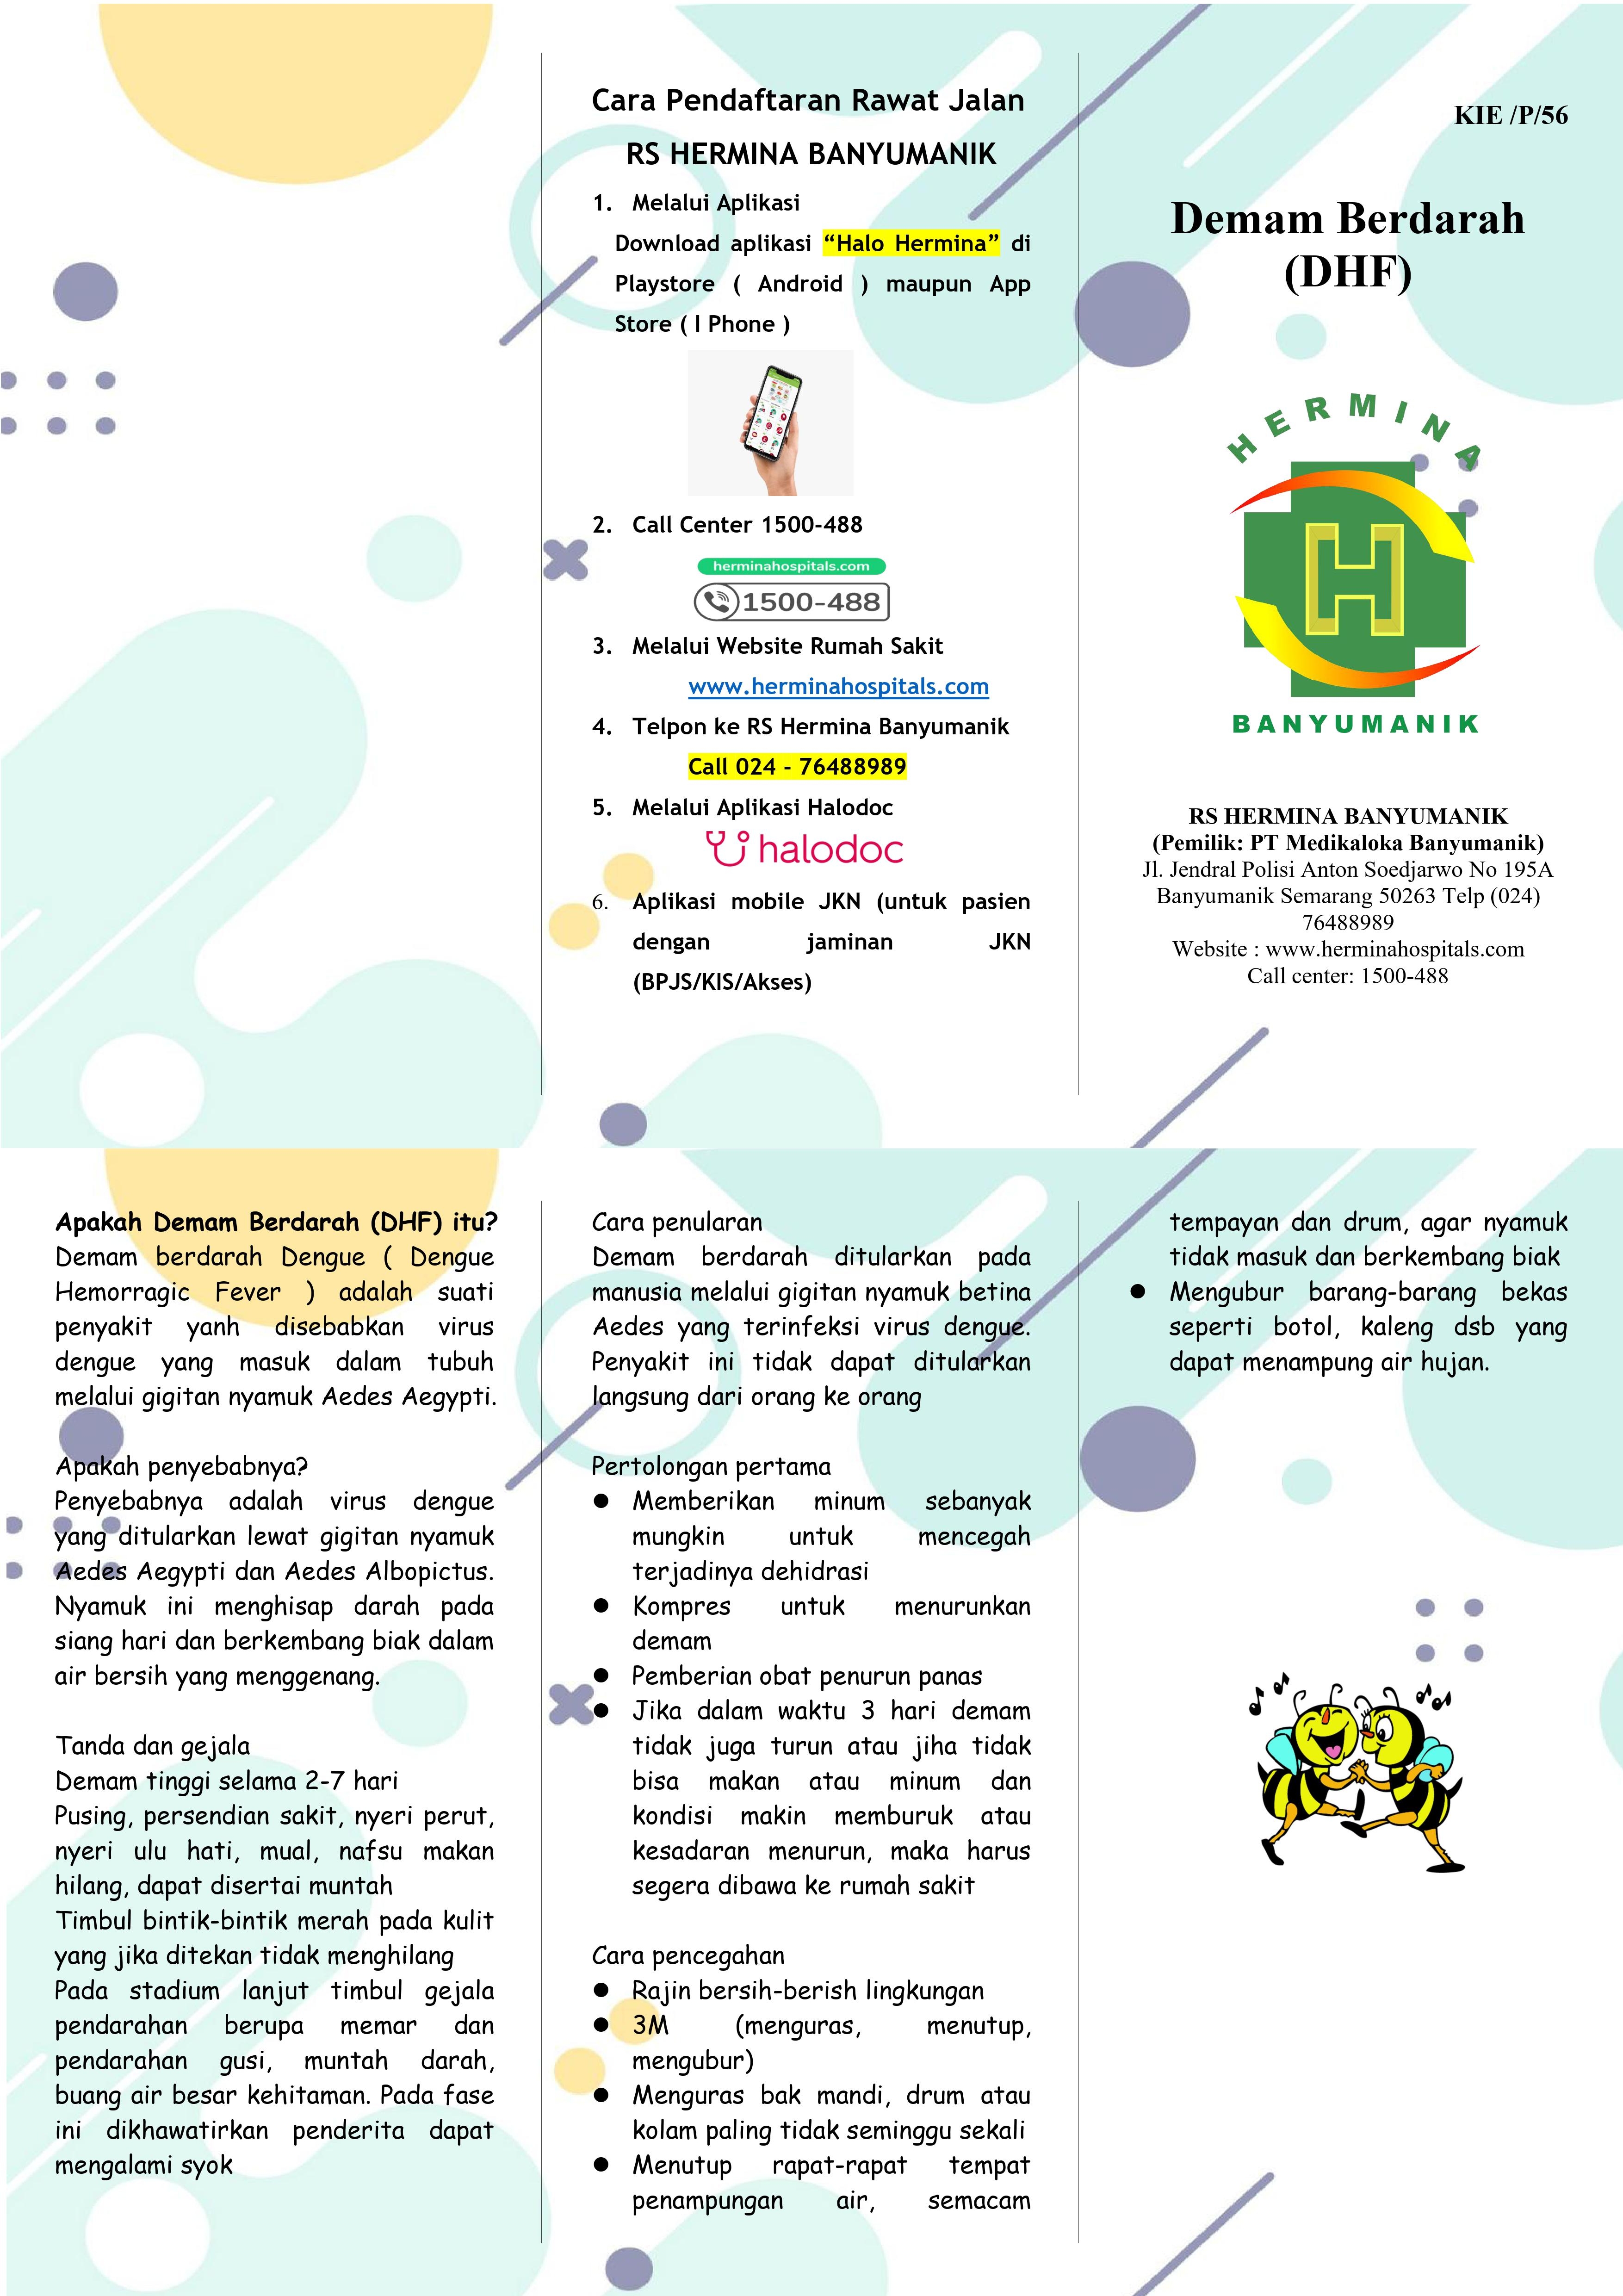 Cara Pendaftaran Rawat Jalan
RS HERMINA BANYUMANIK
1. Melalui Aplikasi
Download aplikasi “Halo Hermina” di
Playstore ( Android ) maupun App
Store ( I Phone )
2. Call Center 1500-488
herminahospitals.com
1500-488
3. Melalui Website Rumah Sakit
www.herminahospitals.com
4. Telpon ke RS Hermina Banyumanik
Call 024 - 76488989
5. Melalui Aplikasi Halodoc
halodoc
6. Aplikasi mobile JKN (untuk pasien
dengan jaminan JKN
(BPJS/KIS/Akses)
KIE /P/56
Demam Berdarah
(DHF)
HERMINA
H
BANYUMANIK
RS HERMINA BANYUMANIK
(Pemilik: PT Medikaloka Banyumanik)
Jl. Jendral Polisi Anton Soedjarwo No 195A
Banyumanik Semarang 50263 Telp (024)
76488989
Website : www.herminahospitals.com
Call center: 1500-488
Apakah Demam Berdarah (DHF) itu?
Demam berdarah Dengue ( Dengue
Hemorragic Fever ) adalah suati
penyakit yanh disebabkan virus
dengue yang masuk dalam tubuh
melalui gigitan nyamuk Aedes Aegypti.
Apakah penyebabnya?
Penyebabnya adalah virus dengue
yang ditularkan lewat gigitan nyamuk
Aedes Aegypti dan Aedes Albopictus.
Nyamuk ini menghisap darah pada
siang hari dan berkembang biak dalam
air bersih yang menggenang.
Tanda dan gejala
Demam tinggi selama 2-7 hari
Pusing, persendian sakit, nyeri perut,
nyeri ulu hati, mual, nafsu makan
hilang, dapat disertai muntah
Timbul bintik-bintik merah pada kulit
yang jika ditekan tidak menghilang
Pada stadium lanjut timbul gejala
pendarahan berupa memar dan
pendarahan gusi, muntah darah,
buang air besar kehitaman. Pada fase
ini dikhawatirkan penderita dapat
mengalami syok
Cara penularan
Demam berdarah ditularkan pada
manusia melalui gigitan nyamuk betina
Aedes yang terinfeksi virus dengue.
Penyakit ini tidak dapat ditularkan
langsung dari orang ke orang
Pertolongan pertama
● Memberikan minum sebanyak
mungkin untuk mencegah
terjadinya dehidrasi
● Kompres untuk menurunkan
demam
● Pemberian obat penurun panas
● Jika dalam waktu 3 hari demam
tidak juga turun atau jiha tidak
bisa makan atau minum dan
kondisi makin memburuk atau
kesadaran menurun, maka harus
segera dibawa ke rumah sakit
Cara pencegahan
● Rajin bersih-berish lingkungan
● 3M (menguras, menutup,
mengubur)
● Menguras bak mandi, drum atau
kolam paling tidak seminggu sekali
● Menutup rapat-rapat tempat
penampungan air, semacam
tempayan dan drum, agar nyamuk
tidak masuk dan berkembang biak
● Mengubur barang-barang bekas
seperti botol, kaleng dsb yang
dapat menampung air hujan.